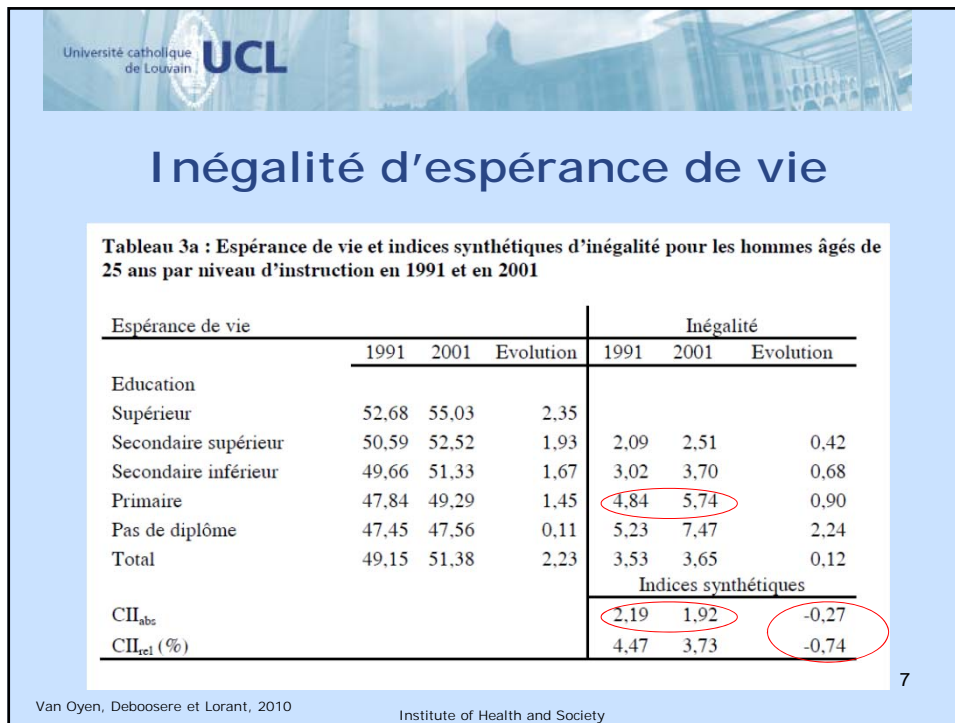 Université catholique
de Louvain
UCL
Inégalité d'espérance de vie
Tableau 3a : Espérance de vie et indices synthétiques d'inégalité pour les hommes âgés de
25 ans par niveau d'instruction en 1991 et en 2001
Espérance de vie Inégalité
1991 2001 Evolution 1991 2001 Evolution
Education
Supérieur 52,68 55,03 2,35
Secondaire supérieur 50,59 52,52 1,93 2,09 2,51 0,42
Secondaire inférieur 49,66 51,33 1,67 3,02 3,70 0,68
Primaire 47,84 49,29 1,45 4,84 5,74 0,90
Pas de diplôme 47,45 47,56 0,11 5,23 7,47 2,24
Total 49,15 51,38 2,23 3,53 3,65 0,12
Indices synthétiques
CIIabs 2,19 1,92 -0,27
CIIrel (%) 4,47 3,73 -0,74
7
Van Oyen, Deboosere et Lorant, 2010
Institute of Health and Society